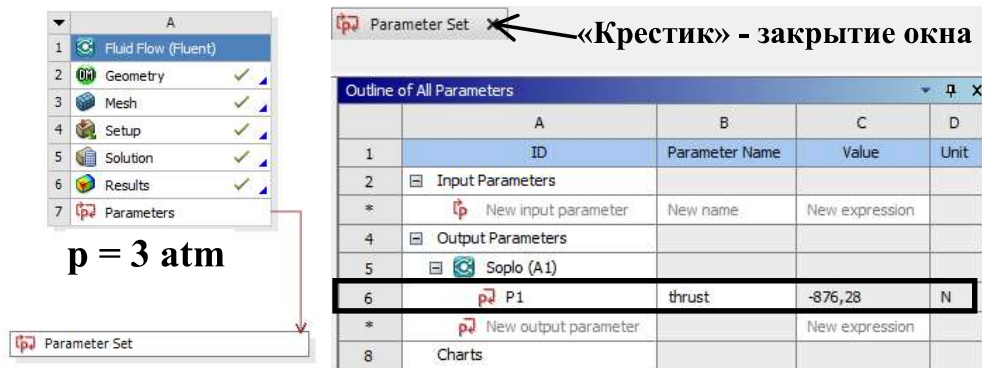 A
1 Fluid Flow (Fluent)
2 DM Geometry
3 Mesh
4 Setup
5 Solution
6 Results
7 Parameters
p = 3 atm
Parameter Set
Parameter Set
«Крестик» - закрытие окна
Outline of All Parameters
A B C D
1 ID Parameter Name Value Unit
2 Input Parameters
* New input parameter New name New expression
4 Output Parameters
5 Soplo (A1)
6 P1 thrust -876,28 N
* New output parameter New expression
8 Charts